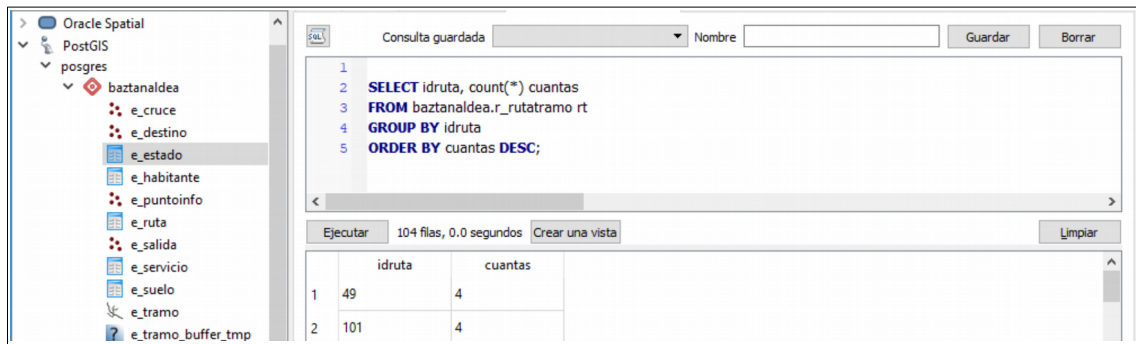 Oracle Spatial
PostGIS
posgres
baztanaldea
e_cruce
e_destino
e_estado
e_habitante
e_puntoinfo
e_ruta
e_salida
e_servicio
e_suelo
e_tramo
e_tramo_buffer_tmp
SQL Consulta guardada Nombre Guardar Borrar
1
2 SELECT idruta, count(*) cuantas
3 FROM baztanaldea.r_rutatramo rt
4 GROUP BY idruta
5 ORDER BY cuantas DESC;
Ejecutar 104 filas, 0.0 segundos Crear una vista Limpiar
idruta cuantas
1 49 4
2 101 4